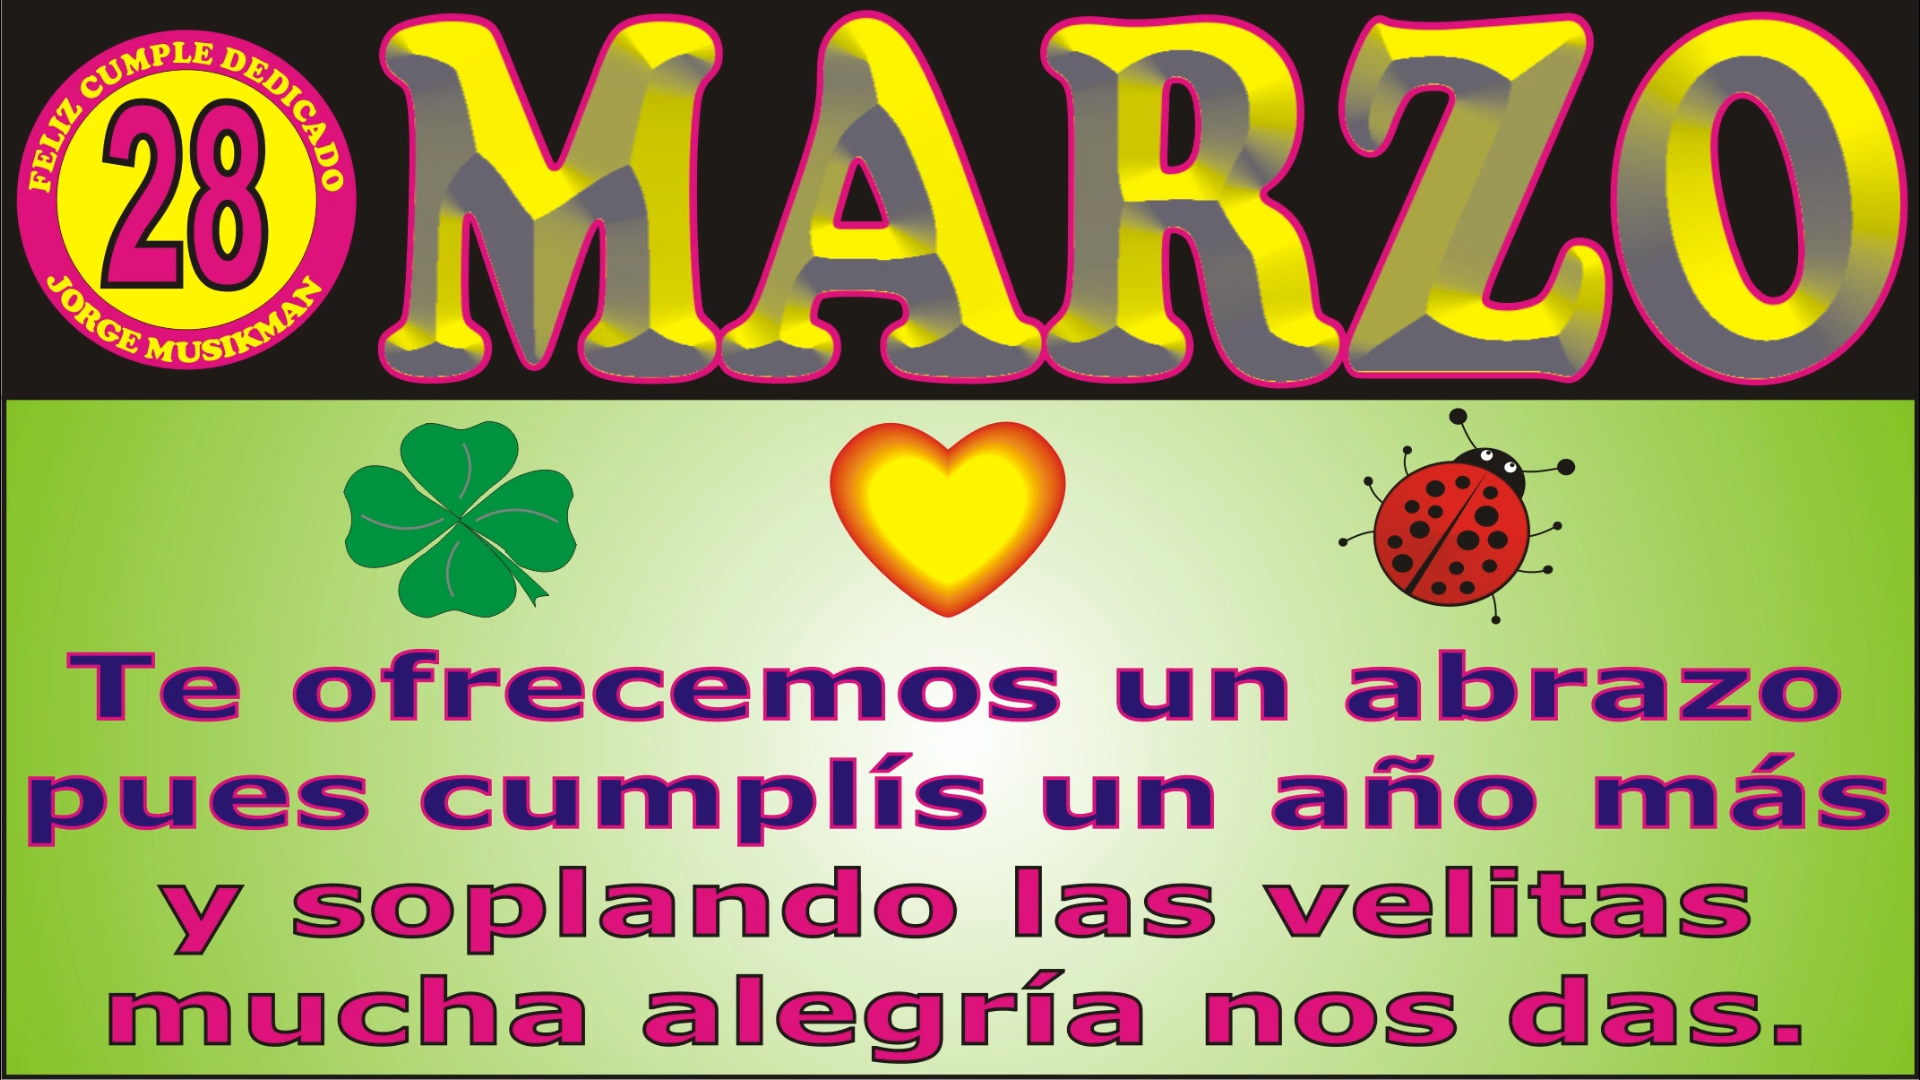 FELIZ CUMPLE DEDICADO
28
JORGE MUSIKMAN
MARZO
Te ofrecemos un abrazo
pues cumplís un año más
y soplando las velitas
mucha alegría nos das.